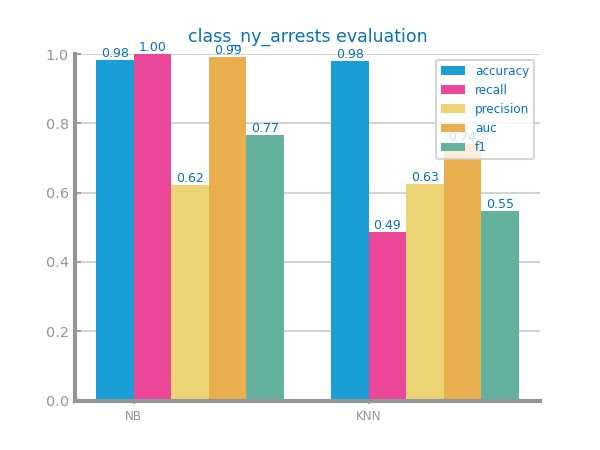 class_ny_arrests evaluation
1.0
0.8
0.6
0.4
0.2
0.0
0.98
1.00
0.62
0.99
0.77
0.98
0.49
0.63
0.74
0.55
accuracy
recall
precision
auc
f1
NB
KNN